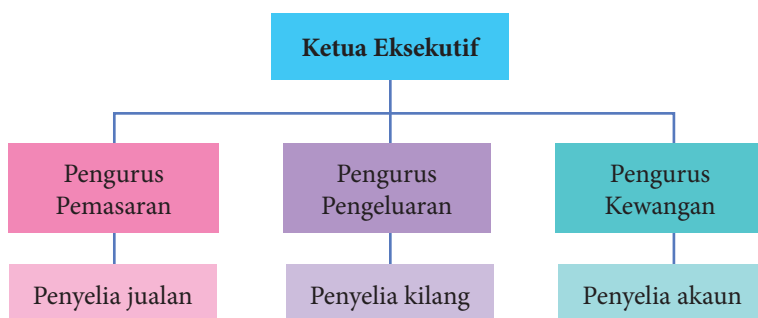 Ketua Eksekutif
Pengurus
Pemasaran
Pengurus
Pengeluaran
Pengurus
Kewangan
Penyelia jualan
Penyelia kilang
Penyelia akaun